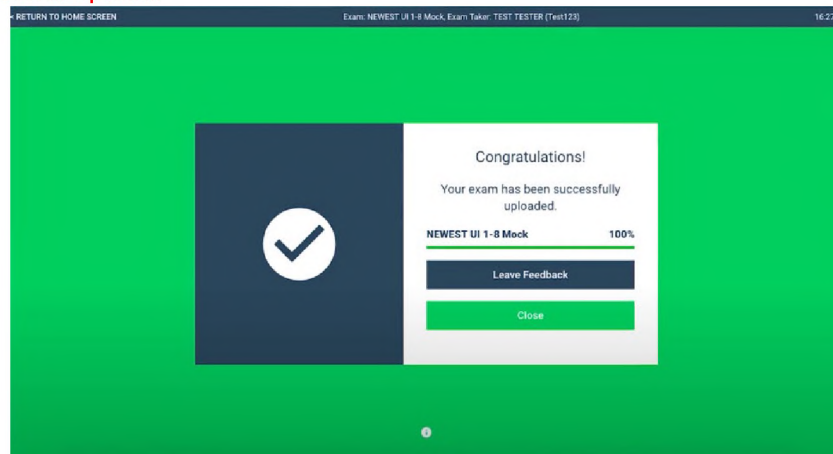 < RETURN TO HOME SCREEN
Exam: NEWEST UI 1-8 Mock, Exam Taker: TEST TESTER (Test123)
16:27
Congratulations!
Your exam has been successfully
uploaded.
NEWEST UI 1-8 Mock 100%
Leave Feedback
Close